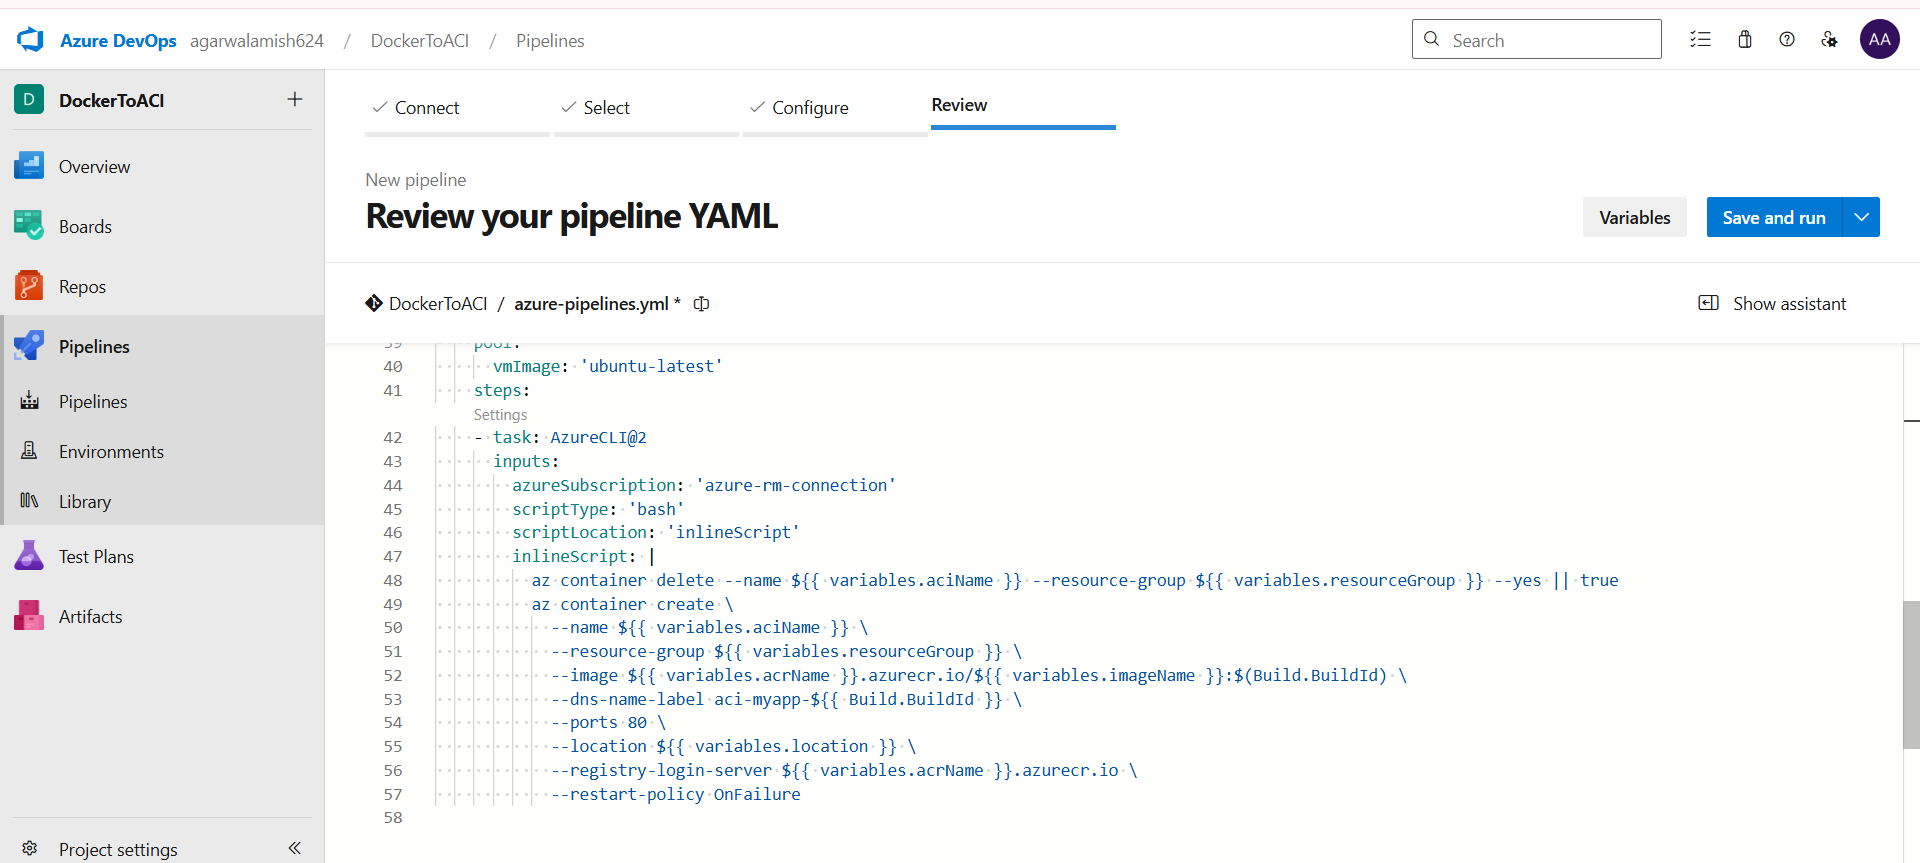 Azure DevOps agarwalamish624 / DockerToACI / Pipelines
Search
AA
D DockerToACI
Overview
Boards
Repos
Pipelines
Pipelines
Environments
Library
Test Plans
Artifacts
Project settings
Connect
Select
Configure
Review
New pipeline
Review your pipeline YAML
Variables
Save and run
DockerToACI / azure-pipelines.yml *
Show assistant
39 pool:
40 vmImage: 'ubuntu-latest'
41 steps:
Settings
42 - task: AzureCLI@2
43 inputs:
44 azureSubscription: 'azure-rm-connection'
45 scriptType: 'bash'
46 scriptLocation: 'inlineScript'
47 inlineScript: |
48 az container delete --name ${{ variables.aciName }} --resource-group ${{ variables.resourceGroup }} --yes || true
49 az container create \
50 --name ${{ variables.aciName }} \
51 --resource-group ${{ variables.resourceGroup }} \
52 --image ${{ variables.acrName }}.azurecr.io/${{ variables.imageName }}:$(Build.BuildId) \
53 --dns-name-label aci-myapp-${{ Build.BuildId }} \
54 --ports 80 \
55 --location ${{ variables.location }} \
56 --registry-login-server ${{ variables.acrName }}.azurecr.io \
57 --restart-policy OnFailure
58